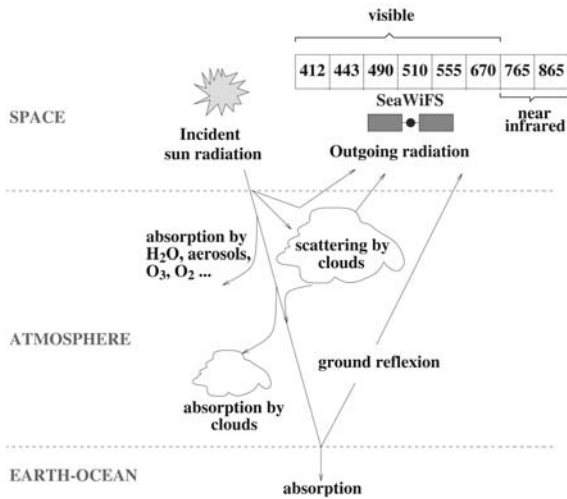 visible
412 443 490 510 555 670 765 865
SeaWiFS
near
infrared
SPACE
Incident
sun radiation
Outgoing radiation
absorption by
H₂O, aerosols,
O₃, O₂ ...
scattering by
clouds
ATMOSPHERE
ground reflexion
absorption by
clouds
EARTH-OCEAN
absorption